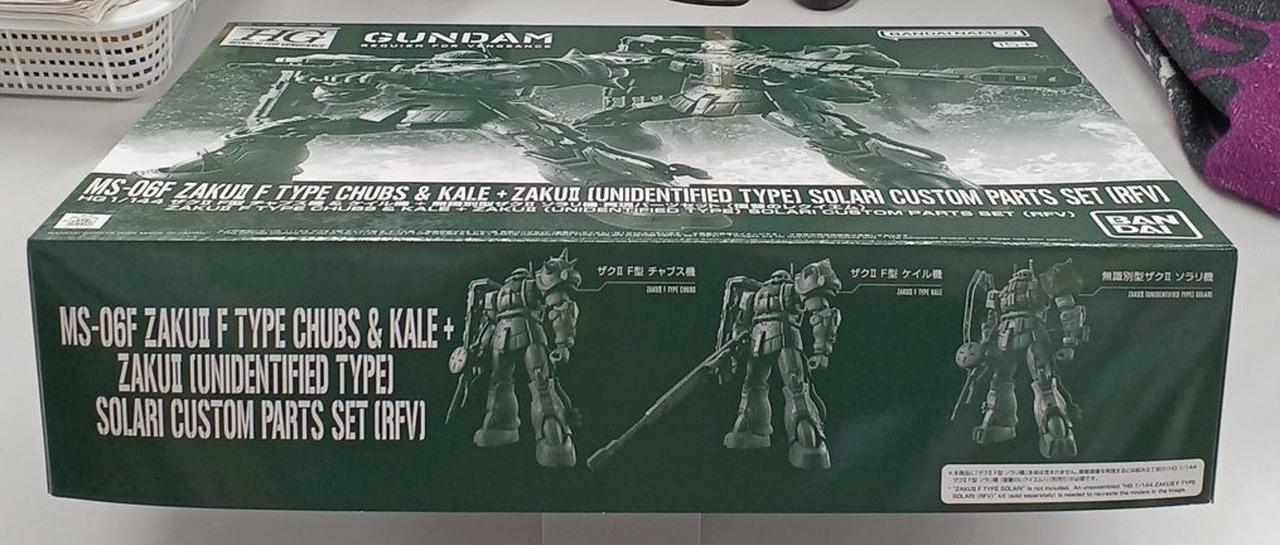 HG
GUNDAM
REQUIEM FOR VENGEANCE
BANDAI NAMCO
15+
MS-06F ZAKUⅡ F TYPE CHUBS & KALE + ZAKUⅡ (UNIDENTIFIED TYPE) SOLARI CUSTOM PARTS SET (RFV)
HG 1/144
ZAKUⅡ F TYPE CHUBS & KALE + ZAKUⅡ (UNIDENTIFIED TYPE) SOLARI CUSTOM PARTS SET (RFV)
BAN
DAI
MS-06F ZAKUⅡ F TYPE CHUBS & KALE +
ZAKUⅡ (UNIDENTIFIED TYPE)
SOLARI CUSTOM PARTS SET (RFV)
ザクⅡ F型 チャブス機
ZAKUⅡ F TYPE CHUBS
ザクⅡ F型 ケイル機
ZAKUⅡ F TYPE KALE
無識別型ザクⅡ ソラリ機
ZAKUⅡ (UNIDENTIFIED TYPE) SOLARI
"ZAKUⅡ F TYPE SOLARI" is not included. An unassembled "HG 1/144 ZAKUⅡ F TYPE
SOLARI (RFV)" kit (sold separately) is needed to recreate the models in the image.